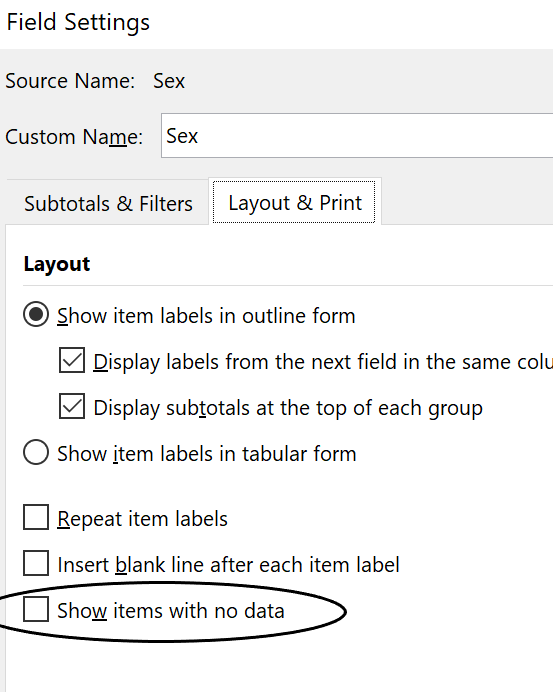 Field Settings
Source Name: Sex
Custom Name: Sex
Subtotals & Filters Layout & Print
Layout
Show item labels in outline form
Display labels from the next field in the same colu
Display subtotals at the top of each group
Show item labels in tabular form
Repeat item labels
Insert blank line after each item label
Show items with no data